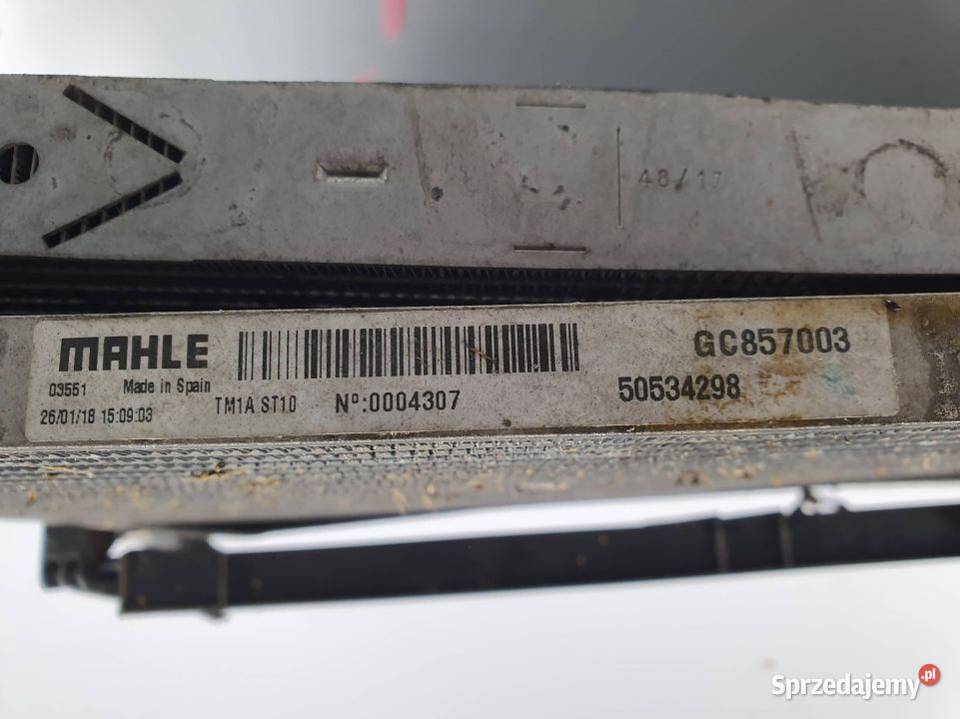 48/17
MAHLE
GC857003
03551 Made in Spain
50534298
26/01/18 15:09:03 TM1A ST10 Nº:0004307
Sprzedajemy.pl